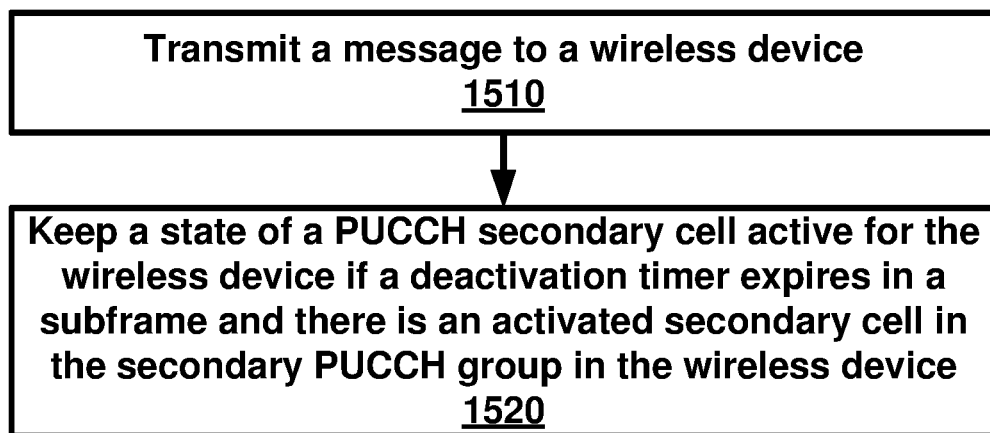 Transmit a message to a wireless device
1510
Keep a state of a PUCCH secondary cell active for the
wireless device if a deactivation timer expires in a
subframe and there is an activated secondary cell in
the secondary PUCCH group in the wireless device
1520